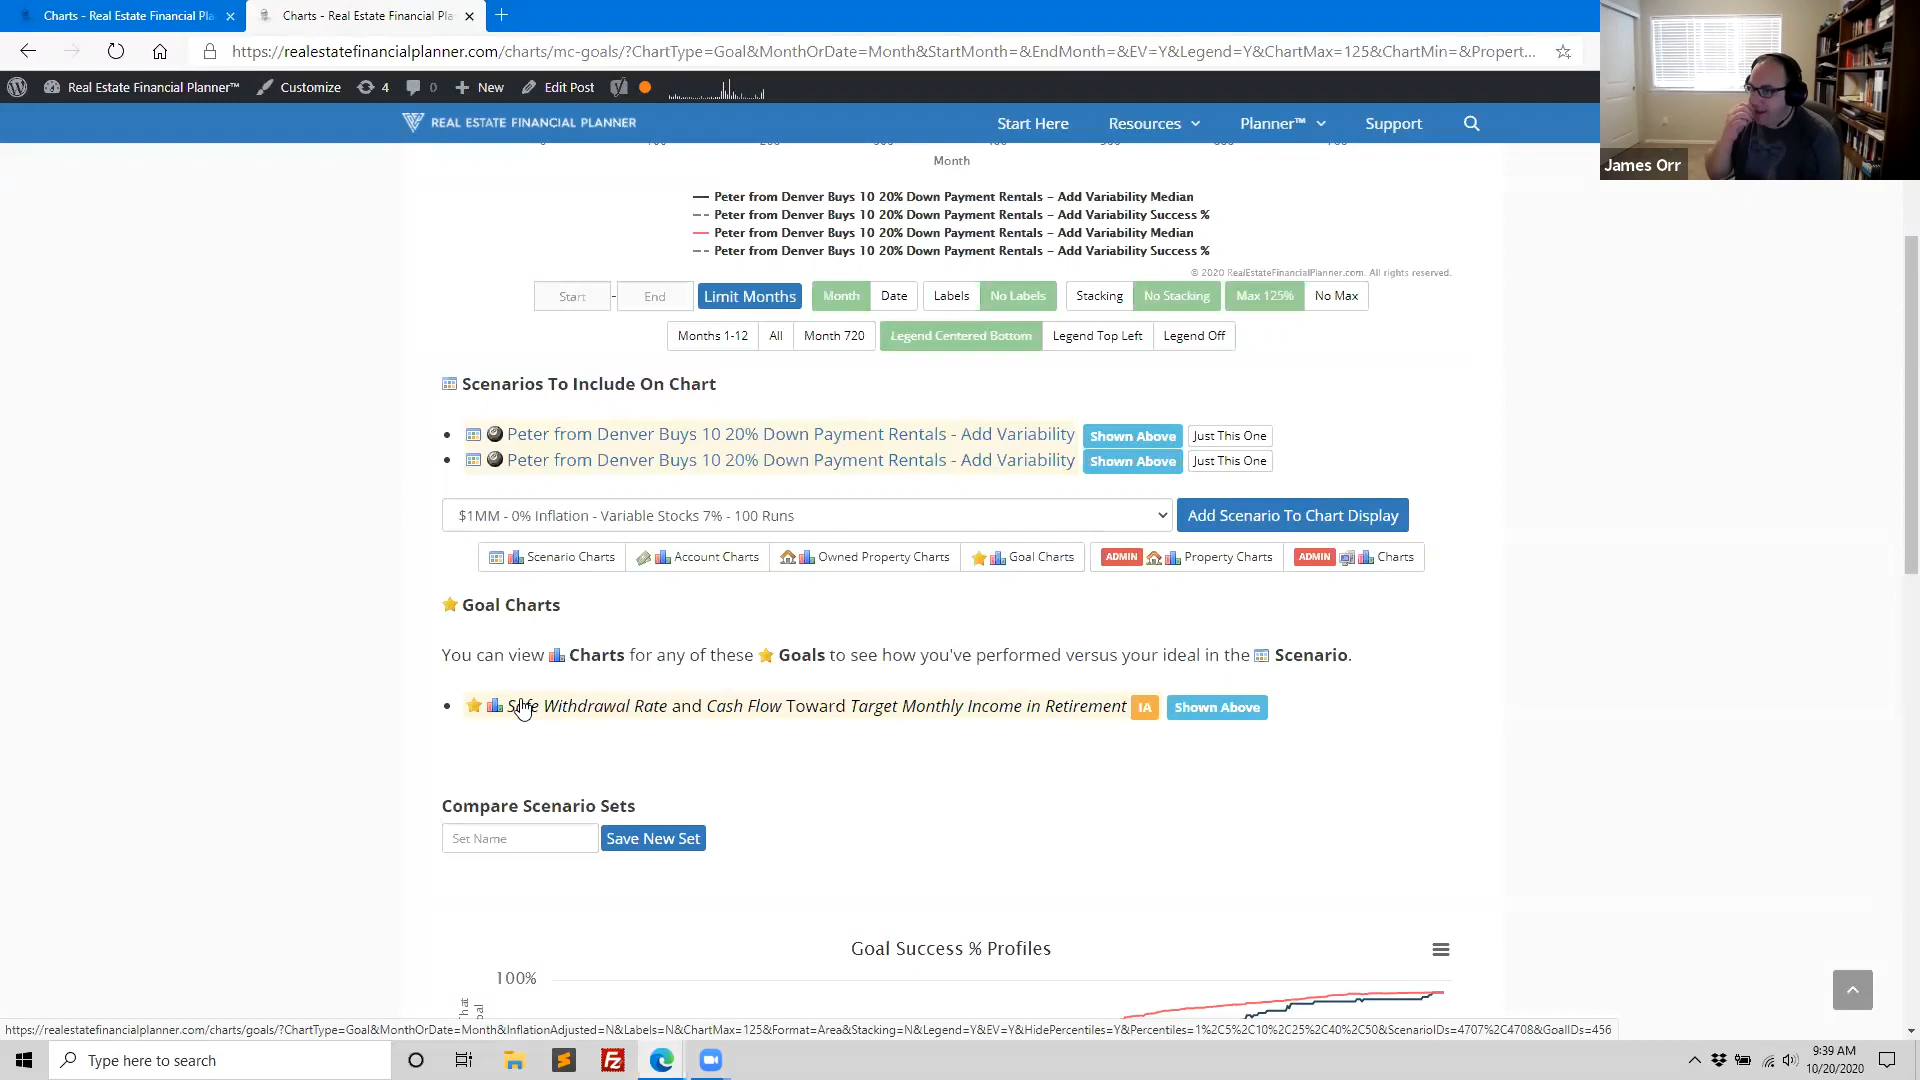 Charts - Real Estate Financial Pla
Charts - Real Estate Financial Pla
https://realestatefinancialplanner.com/charts/mc-goals/?ChartType=Goal&MonthOrDate=Month&StartMonth=&EndMonth=&EV=Y&Legend=Y&ChartMax=125&ChartMin=&Propert...
Real Estate Financial Planner™ Customize 4 0 New Edit Post
REAL ESTATE FINANCIAL PLANNER Start Here Resources Planner™ Support
James Orr
Month
Peter from Denver Buys 10 20% Down Payment Rentals - Add Variability Median
Peter from Denver Buys 10 20% Down Payment Rentals - Add Variability Success %
Peter from Denver Buys 10 20% Down Payment Rentals - Add Variability Median
Peter from Denver Buys 10 20% Down Payment Rentals - Add Variability Success %
© 2020 RealEstateFinancialPlanner.com. All rights reserved.
Start - End Limit Months Month Date Labels No Labels Stacking No Stacking Max 125% No Max
Months 1-12 All Month 720 Legend Centered Bottom Legend Top Left Legend Off
Scenarios To Include On Chart
Peter from Denver Buys 10 20% Down Payment Rentals - Add Variability Shown Above Just This One
Peter from Denver Buys 10 20% Down Payment Rentals - Add Variability Shown Above Just This One
$1MM - 0% Inflation - Variable Stocks 7% - 100 Runs Add Scenario To Chart Display
Scenario Charts Account Charts Owned Property Charts Goal Charts ADMIN Property Charts ADMIN Charts
Goal Charts
You can view Charts for any of these Goals to see how you've performed versus your ideal in the Scenario.
Safe Withdrawal Rate and Cash Flow Toward Target Monthly Income in Retirement IA Shown Above
Compare Scenario Sets
Set Name Save New Set
Goal Success % Profiles
100%
https://realestatefinancialplanner.com/charts/goals/?ChartType=Goal&MonthOrDate=Month&InflationAdjusted=N&Labels=N&ChartMax=125&Format=Area&Stacking=N&Legend=Y&EV=Y&HidePercentiles=Y&Percentiles=1%2C5%2C10%2C25%2C40%2C50&ScenarioIDs=4707%2C4708&GoalIDs=456
Type here to search
9:39 AM
10/20/2020